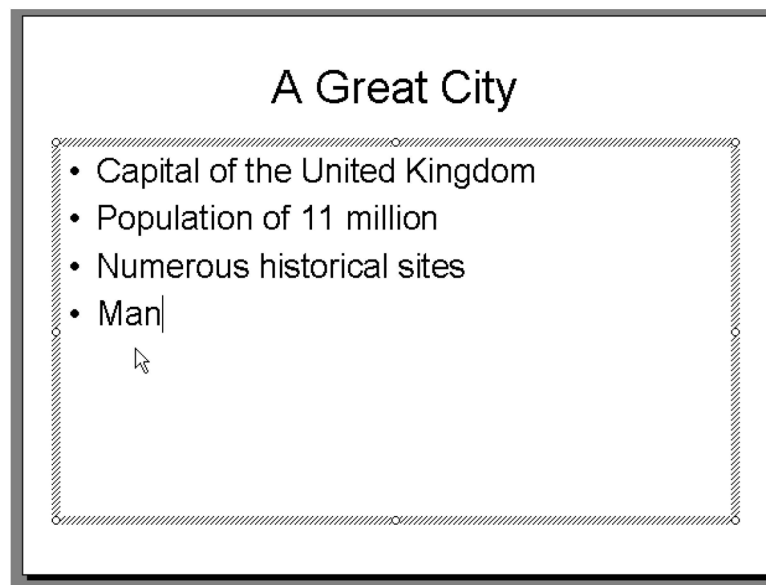 A Great City
• Capital of the United Kingdom
• Population of 11 million
• Numerous historical sites
• Man